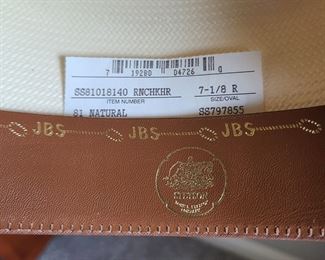 7 19280 04726 0
SS81018140 RNCHKHR 7-1/8 R
ITEM NUMBER SIZE/OVAL
81 NATURAL SS797855
JBS JBS JBS
STETSON